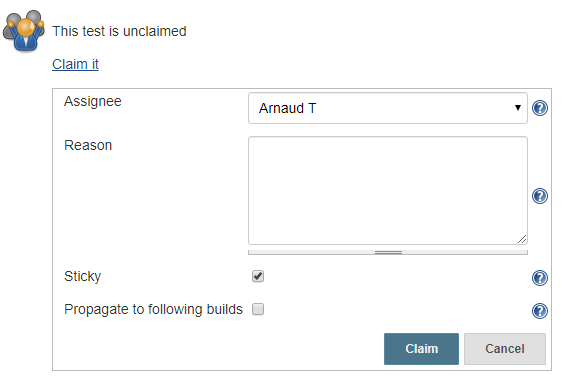 This test is unclaimed
Claim it
Assignee
Arnaud T
Reason
Sticky
Propagate to following builds
Claim Cancel